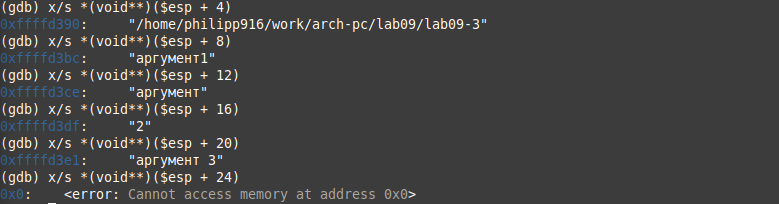 (gdb) x/s *(void**)($esp + 4)
0xffffd390:     "/home/philipp916/work/arch-pc/lab09/lab09-3"
(gdb) x/s *(void**)($esp + 8)
0xffffd3bc:     "аргумент1"
(gdb) x/s *(void**)($esp + 12)
0xffffd3ce:     "аргумент"
(gdb) x/s *(void**)($esp + 16)
0xffffd3df:     "2"
(gdb) x/s *(void**)($esp + 20)
0xffffd3e1:     "аргумент 3"
(gdb) x/s *(void**)($esp + 24)
0x0:    <error: Cannot access memory at address 0x0>